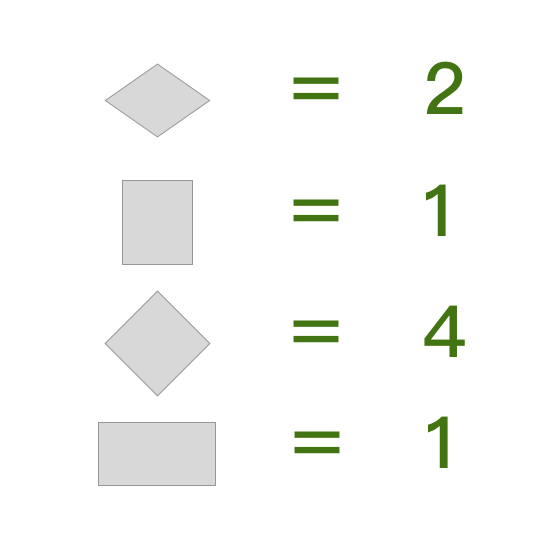 = 2
= 1
= 4
= 1